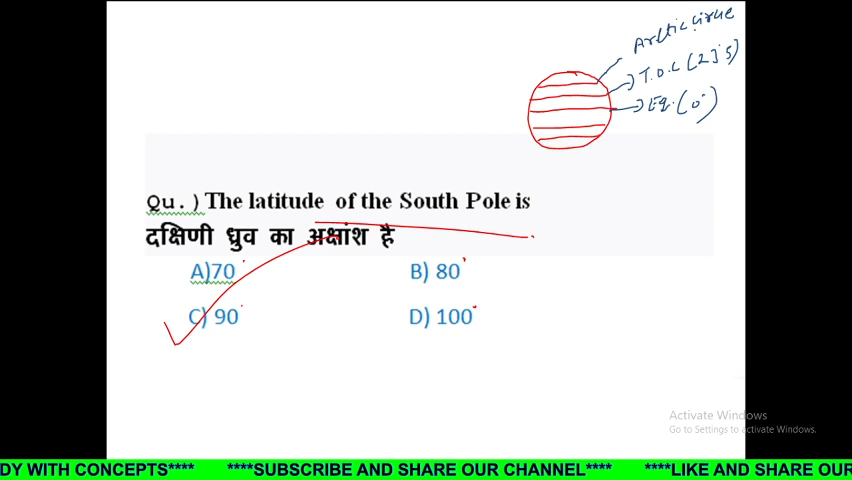 Arctic circle
T.O.C (23.5)
Eq. (0°)
Qu.) The latitude of the South Pole is
दक्षिणी ध्रुव का अक्षांश है
A)70°
B) 80°
C) 90°
D) 100°
Activate Windows
Go to Settings to activate Windows.
DY WITH CONCEPTS**** ****SUBSCRIBE AND SHARE OUR CHANNEL**** ****LIKE AND SHARE OUR